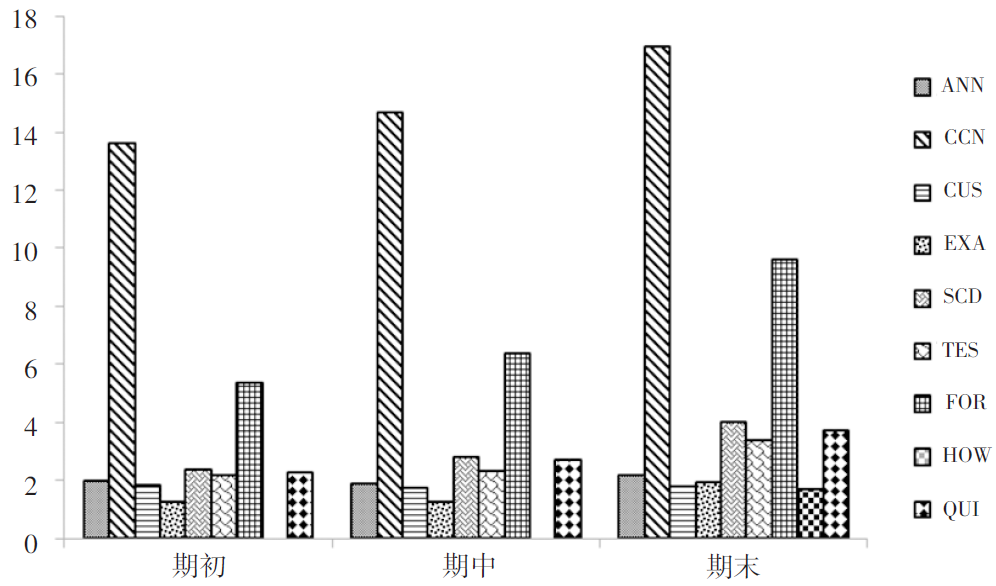 18
16
14
12
10
8
6
4
2
0
期初
期中
期末
ANN
CCN
CUS
EXA
SCD
TES
FOR
HOW
QUI